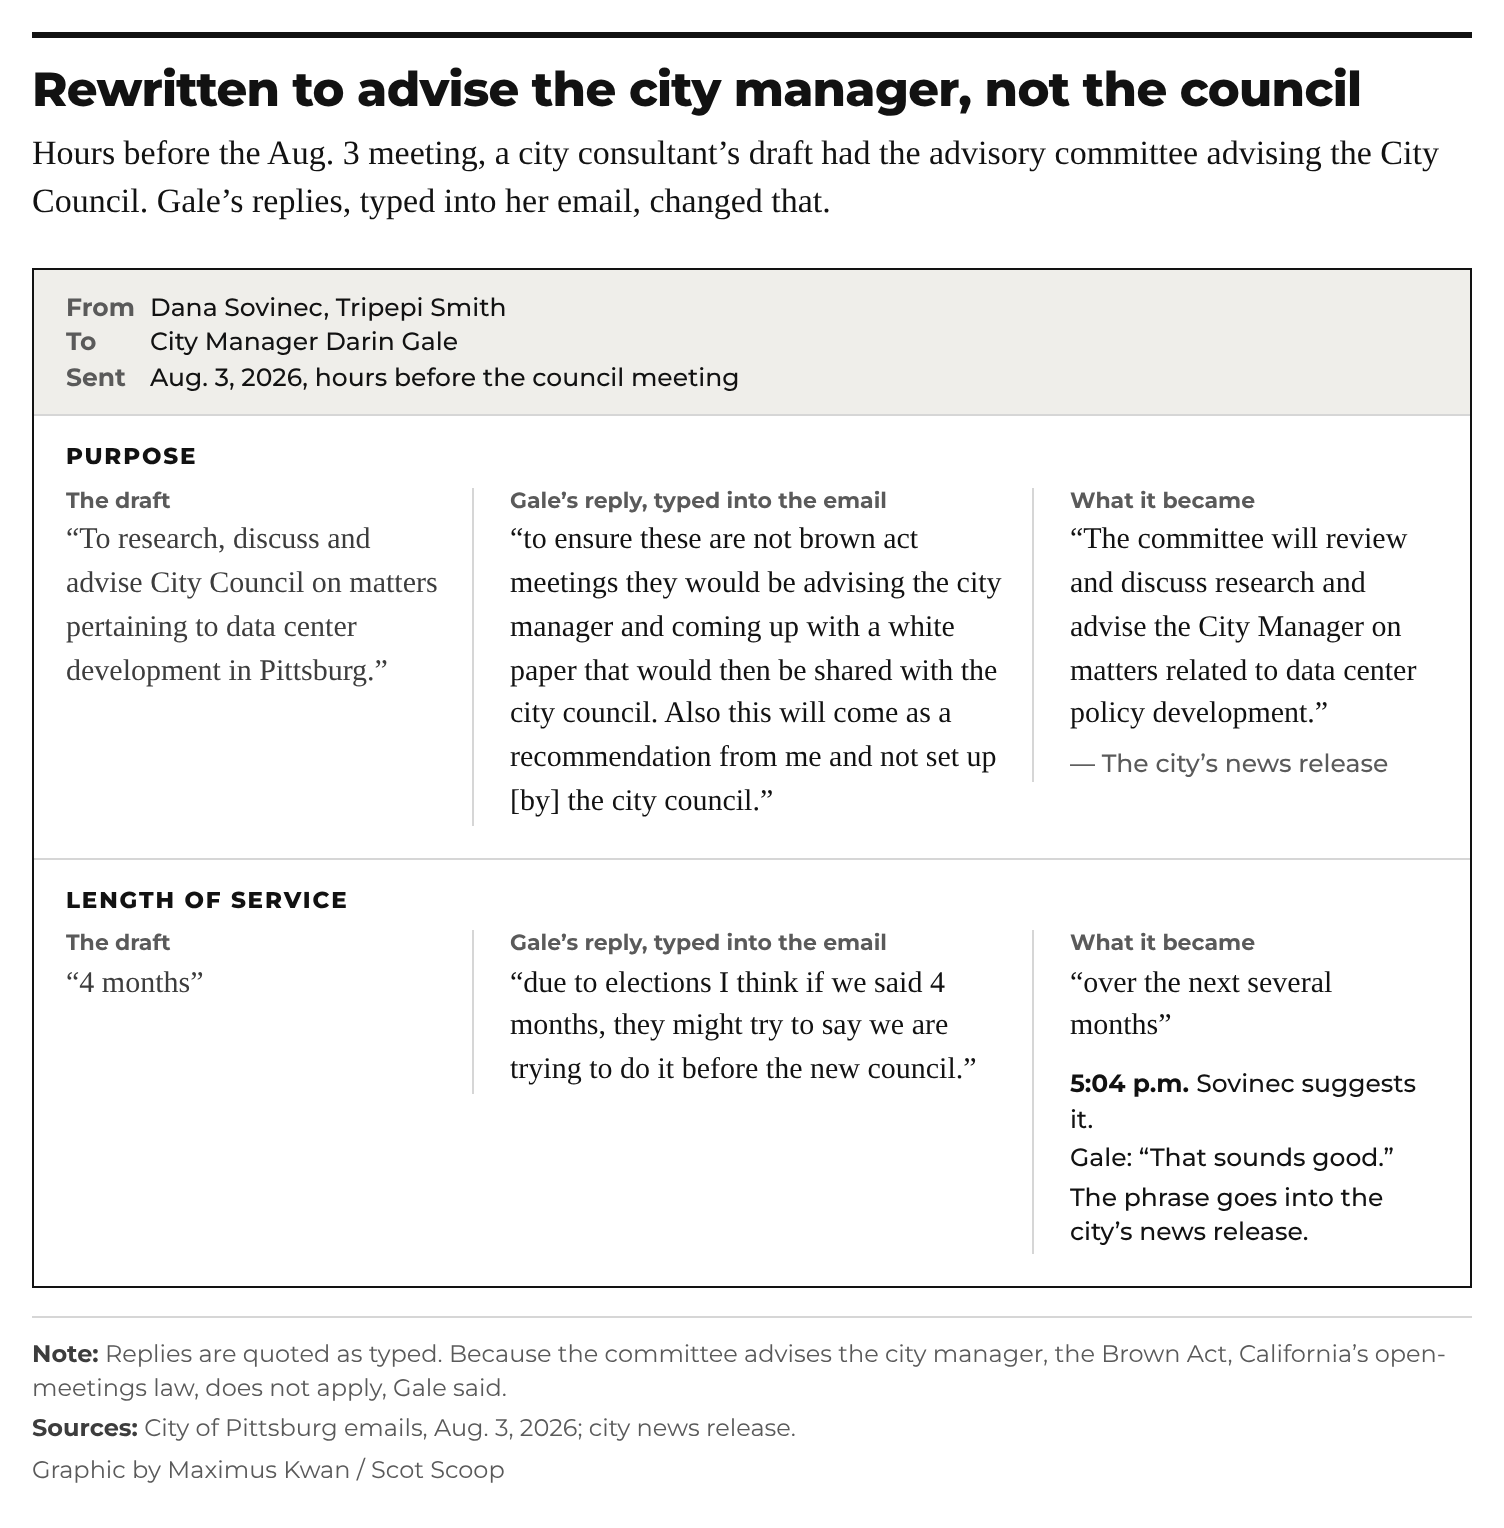 Rewritten to advise the city manager, not the council
Hours before the Aug. 3 meeting, a city consultant’s draft had the advisory committee advising the City
Council. Gale’s replies, typed into her email, changed that.
From Dana Sovinec, Tripepi Smith
To City Manager Darin Gale
Sent Aug. 3, 2026, hours before the council meeting
PURPOSE
The draft
“To research, discuss and
advise City Council on matters
pertaining to data center
development in Pittsburg.”
Gale’s reply, typed into the email
“to ensure these are not brown act
meetings they would be advising the city
manager and coming up with a white
paper that would then be shared with the
city council. Also this will come as a
recommendation from me and not set up
[by] the city council.”
What it became
“The committee will review
and discuss research and
advise the City Manager on
matters related to data center
policy development.”
— The city’s news release
LENGTH OF SERVICE
The draft
“4 months”
Gale’s reply, typed into the email
“due to elections I think if we said 4
months, they might try to say we are
trying to do it before the new council.”
What it became
“over the next several
months”
5:04 p.m. Sovinec suggests
it.
Gale: “That sounds good.”
The phrase goes into the
city’s news release.
Note: Replies are quoted as typed. Because the committee advises the city manager, the Brown Act, California’s open-
meetings law, does not apply, Gale said.
Sources: City of Pittsburg emails, Aug. 3, 2026; city news release.
Graphic by Maximus Kwan / Scot Scoop